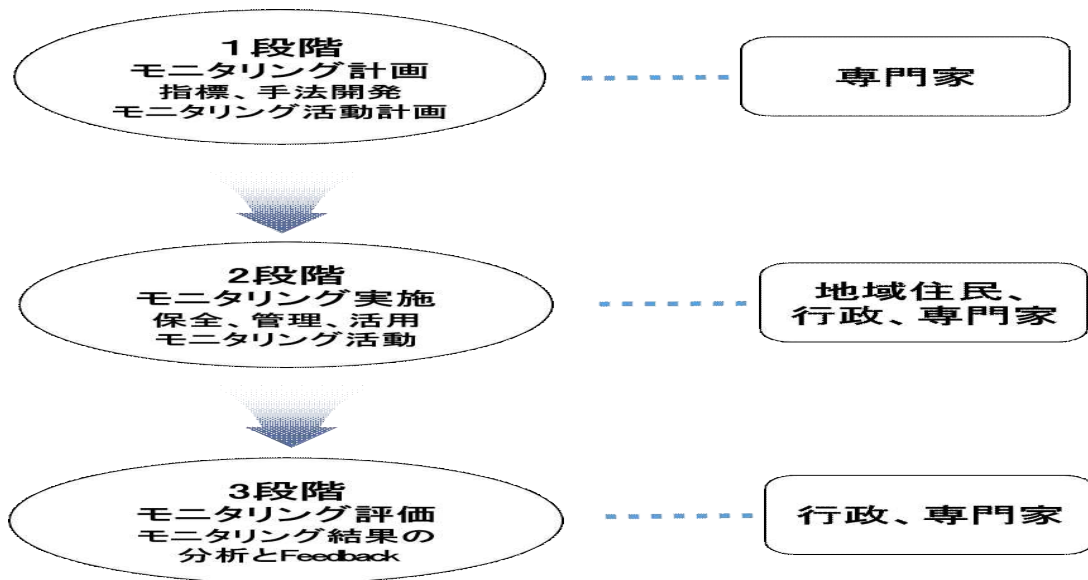 1段階
モニタリング計画
指標、手法開発
モニタリング活動計画
専門家
2段階
モニタリング実施
保全、管理、活用
モニタリング活動
地域住民、
行政、専門家
3段階
モニタリング評価
モニタリング結果の
分析とFeedback
行政、専門家